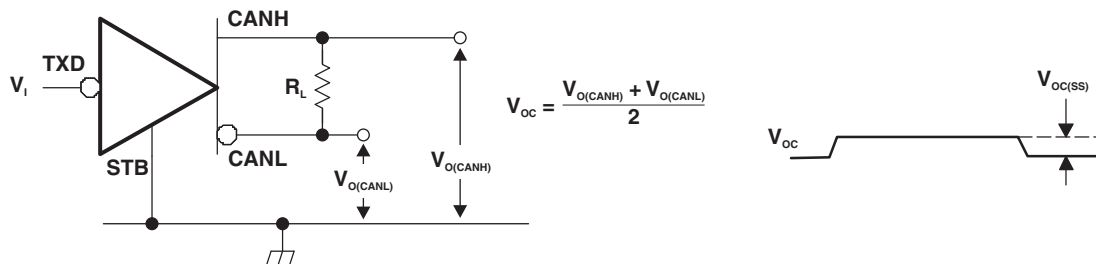 CANH
TXD
V_I
R_L
V_OC = (V_O(CANH) + V_O(CANL)) / 2
V_OC(SS)
V_OC
CANL
STB
V_O(CANL)
V_O(CANH)